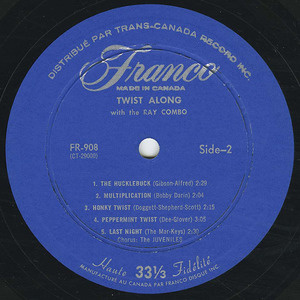 DISTRIBUÉ PAR TRANS-CANADA RECORD INC.
Franco
MADE IN CANADA
TWIST ALONG
with the RAY COMBO
FR-908
Side-2
(CT-29000)
1. THE HUCKLEBUCK (Gibson-Alfred) 2:29
2. MULTIPLICATION (Bobby Darin) 2:04
3. HONKY TWIST (Doggett-Shepherd-Scott) 2:15
4. PEPPERMINT TWIST (Dee-Glover) 3:05
5. LAST NIGHT (The Mar-Keys) 2:30
Chorus: The JUVENILES
Haute 33⅓ Fidélité
MANUFACTURÉ AU CANADA PAR FRANCO DISQUE INC.